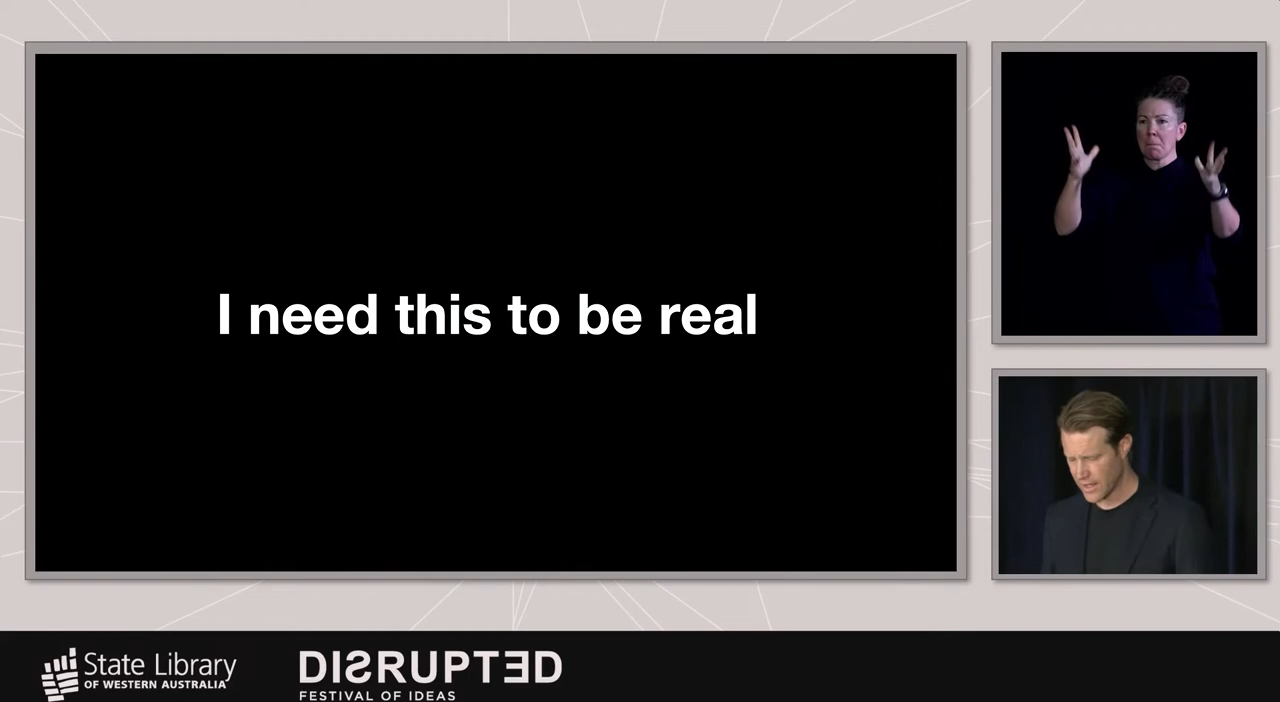 I need this to be real
State Library
OF WESTERN AUSTRALIA
DISRUPTED
FESTIVAL OF IDEAS